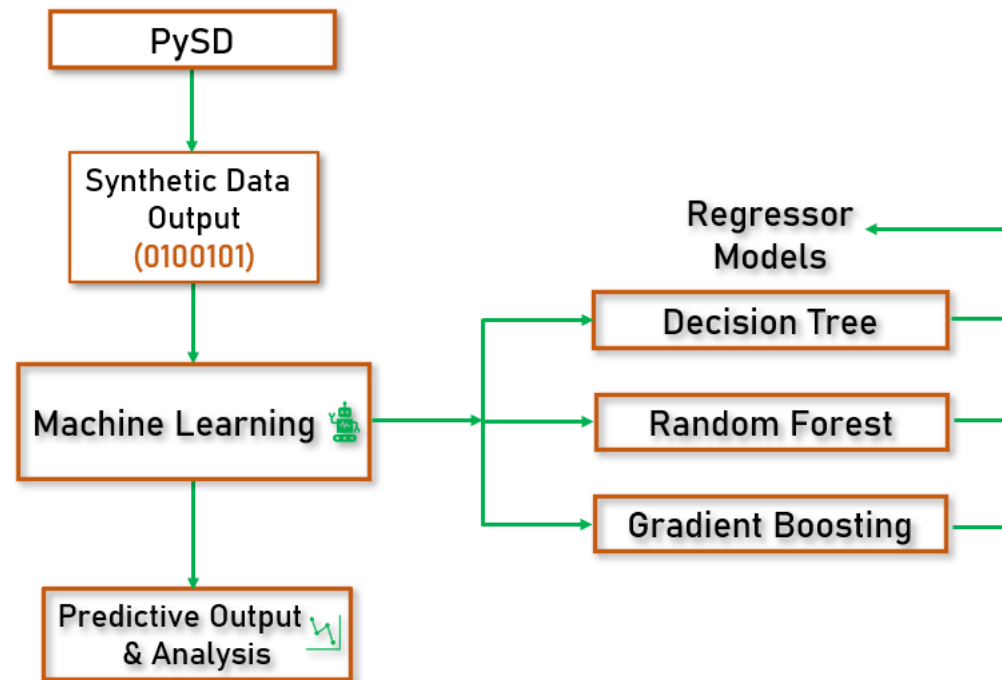 PySD
Synthetic Data
Output
(0100101)
Machine Learning
Predictive Output
& Analysis
Regressor
Models
Decision Tree
Random Forest
Gradient Boosting